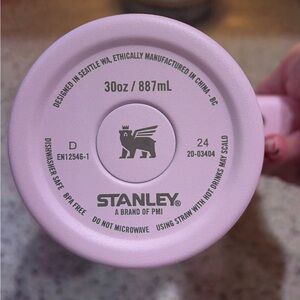 DESIGNED IN SEATTLE WA, ETHICALLY MANUFACTURED IN CHINA - BC
30oz / 887mL
D
EN12546-1
24
20-03404
STANLEY®
A BRAND OF PMI
DISHWASHER SAFE BPA FREE DO NOT MICROWAVE USING STRAW WITH HOT DRINKS MAY SCALD